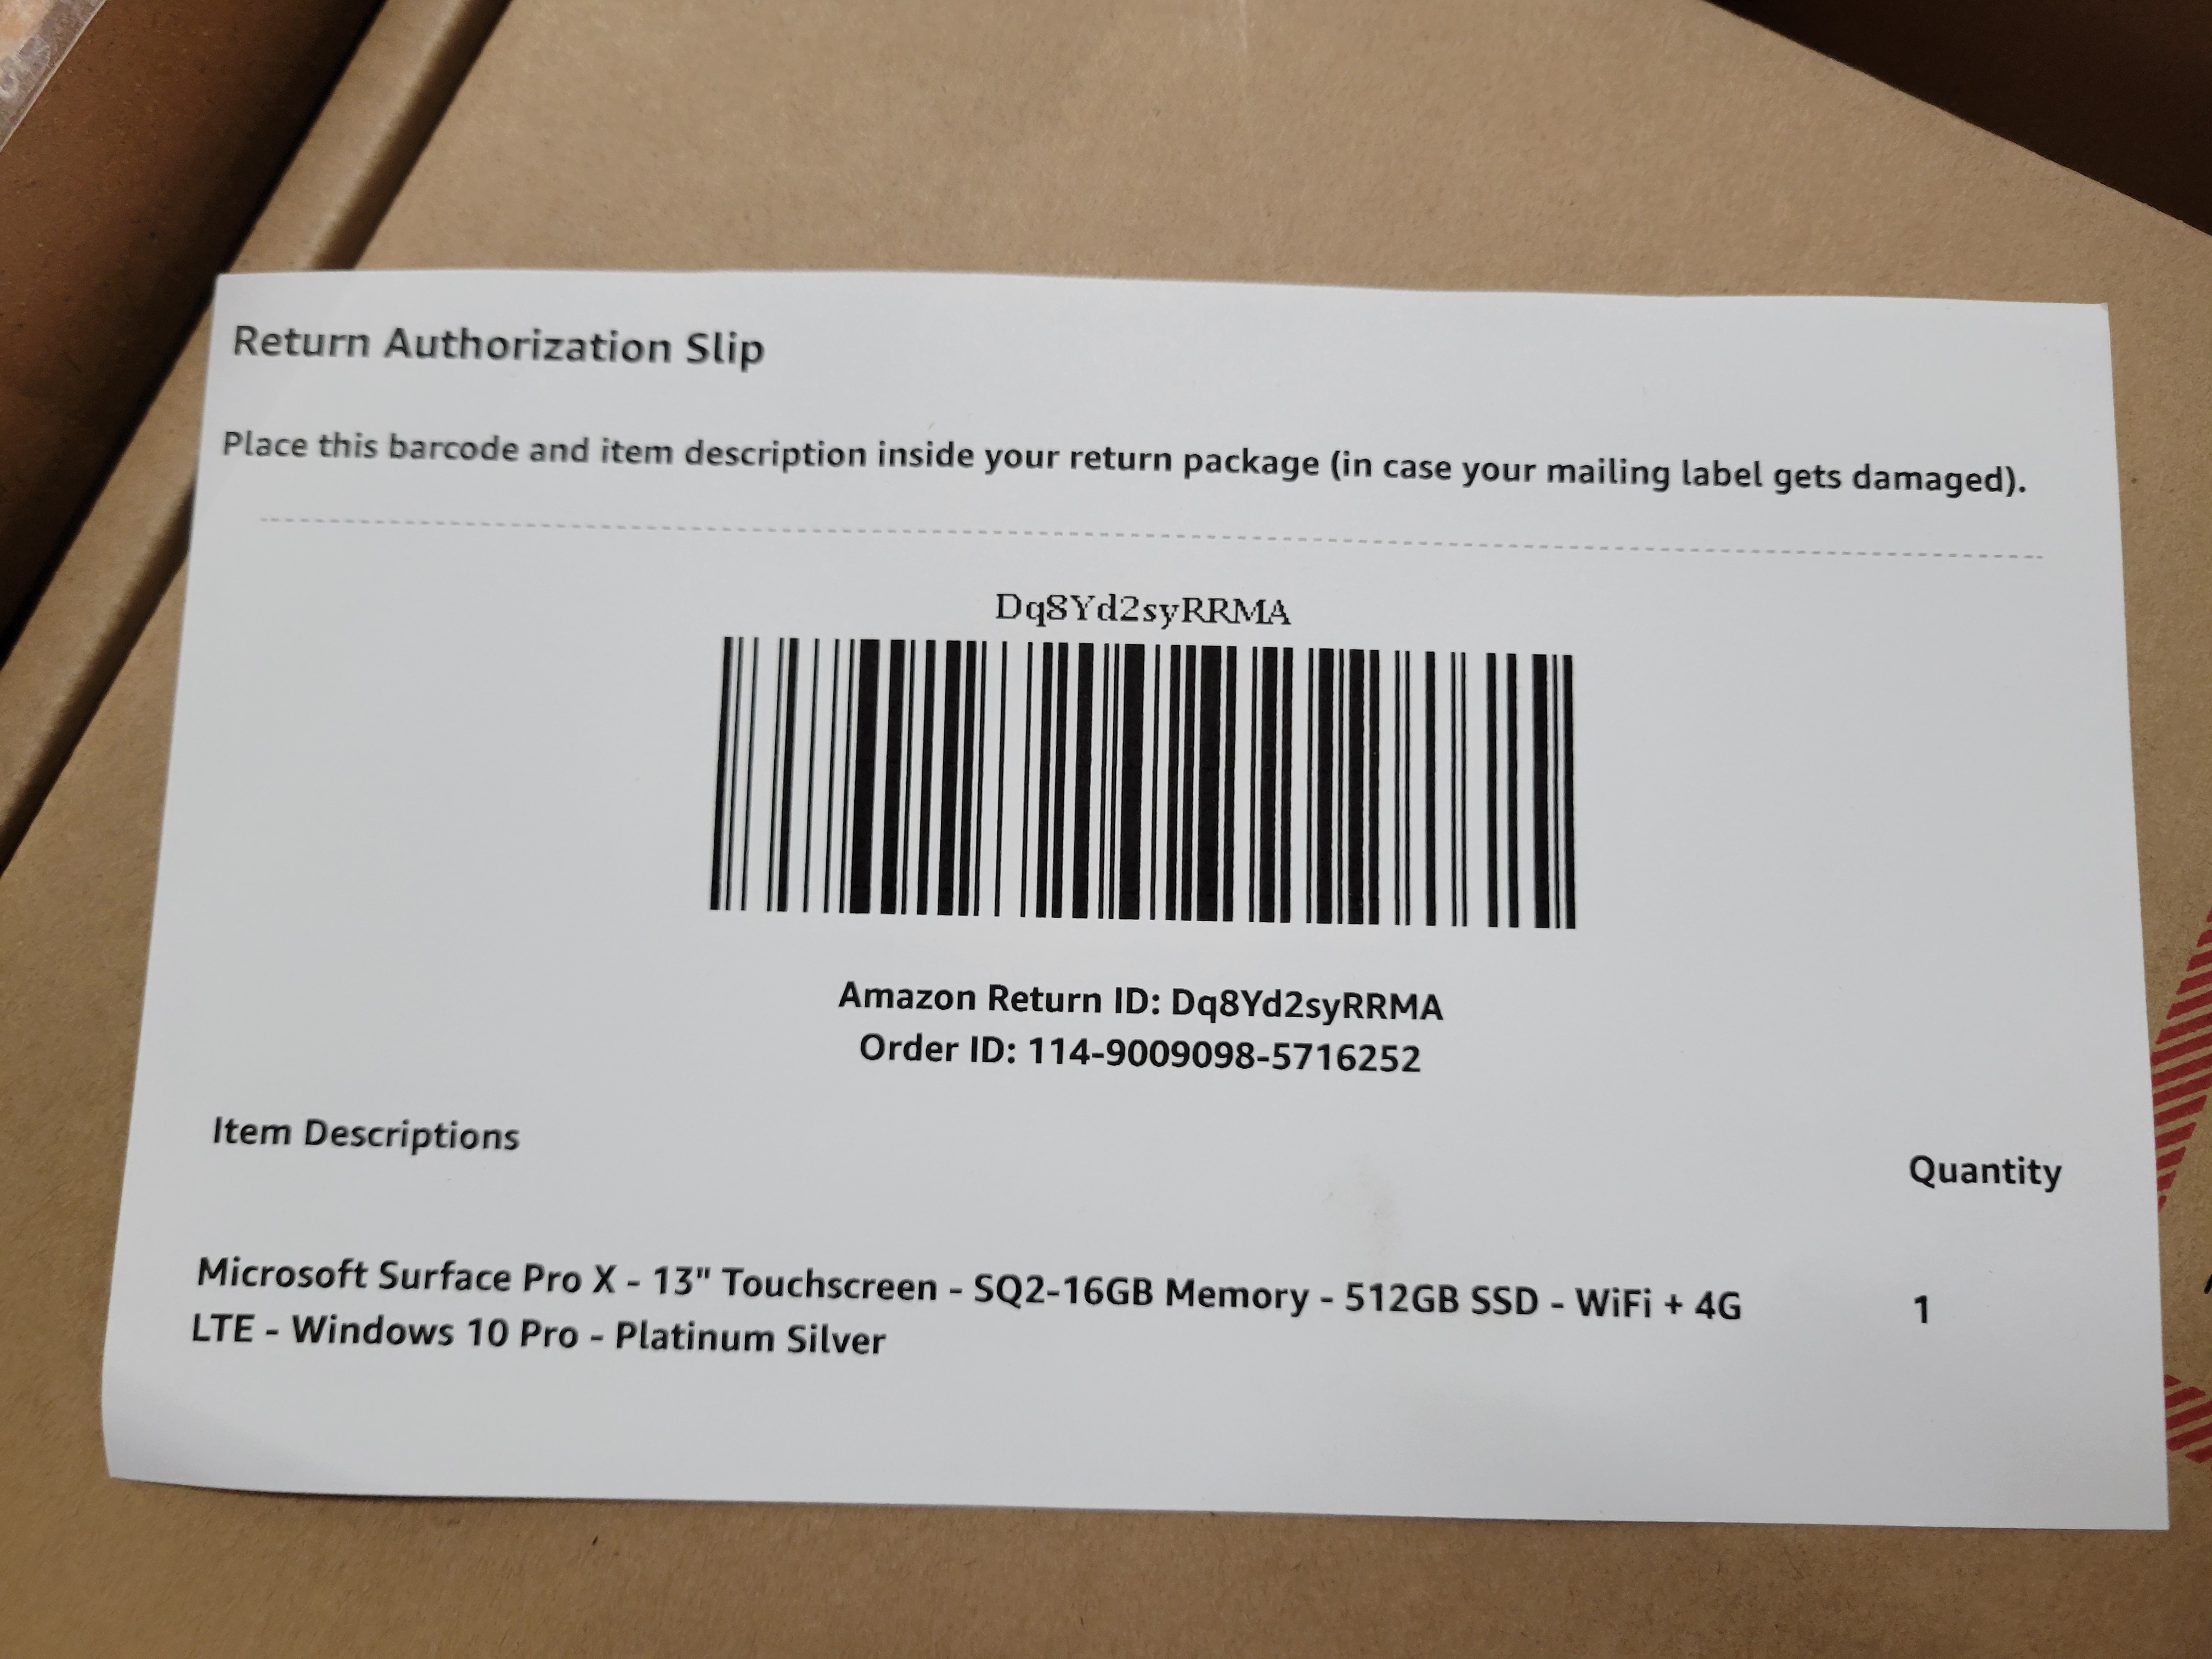 Return Authorization Slip
Place this barcode and item description inside your return package (in case your mailing label gets damaged).
Dq8Yd2syRRMA
Amazon Return ID: Dq8Yd2syRRMA
Order ID: 114-9009098-5716252
Item Descriptions
Quantity
Microsoft Surface Pro X - 13" Touchscreen - SQ2-16GB Memory - 512GB SSD - WiFi + 4G
1
LTE - Windows 10 Pro - Platinum Silver